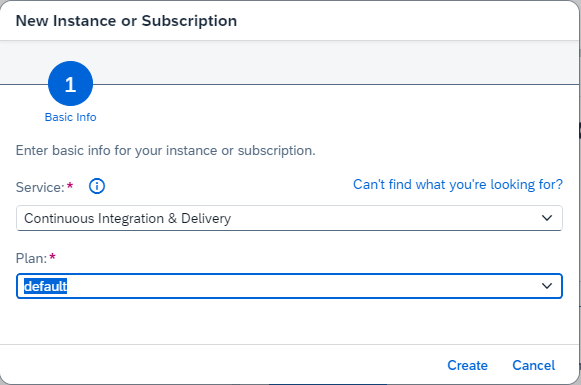 New Instance or Subscription
1
Basic Info
Enter basic info for your instance or subscription.
Service:* Can't find what you're looking for?
Continuous Integration & Delivery
Plan:*
default
Create Cancel